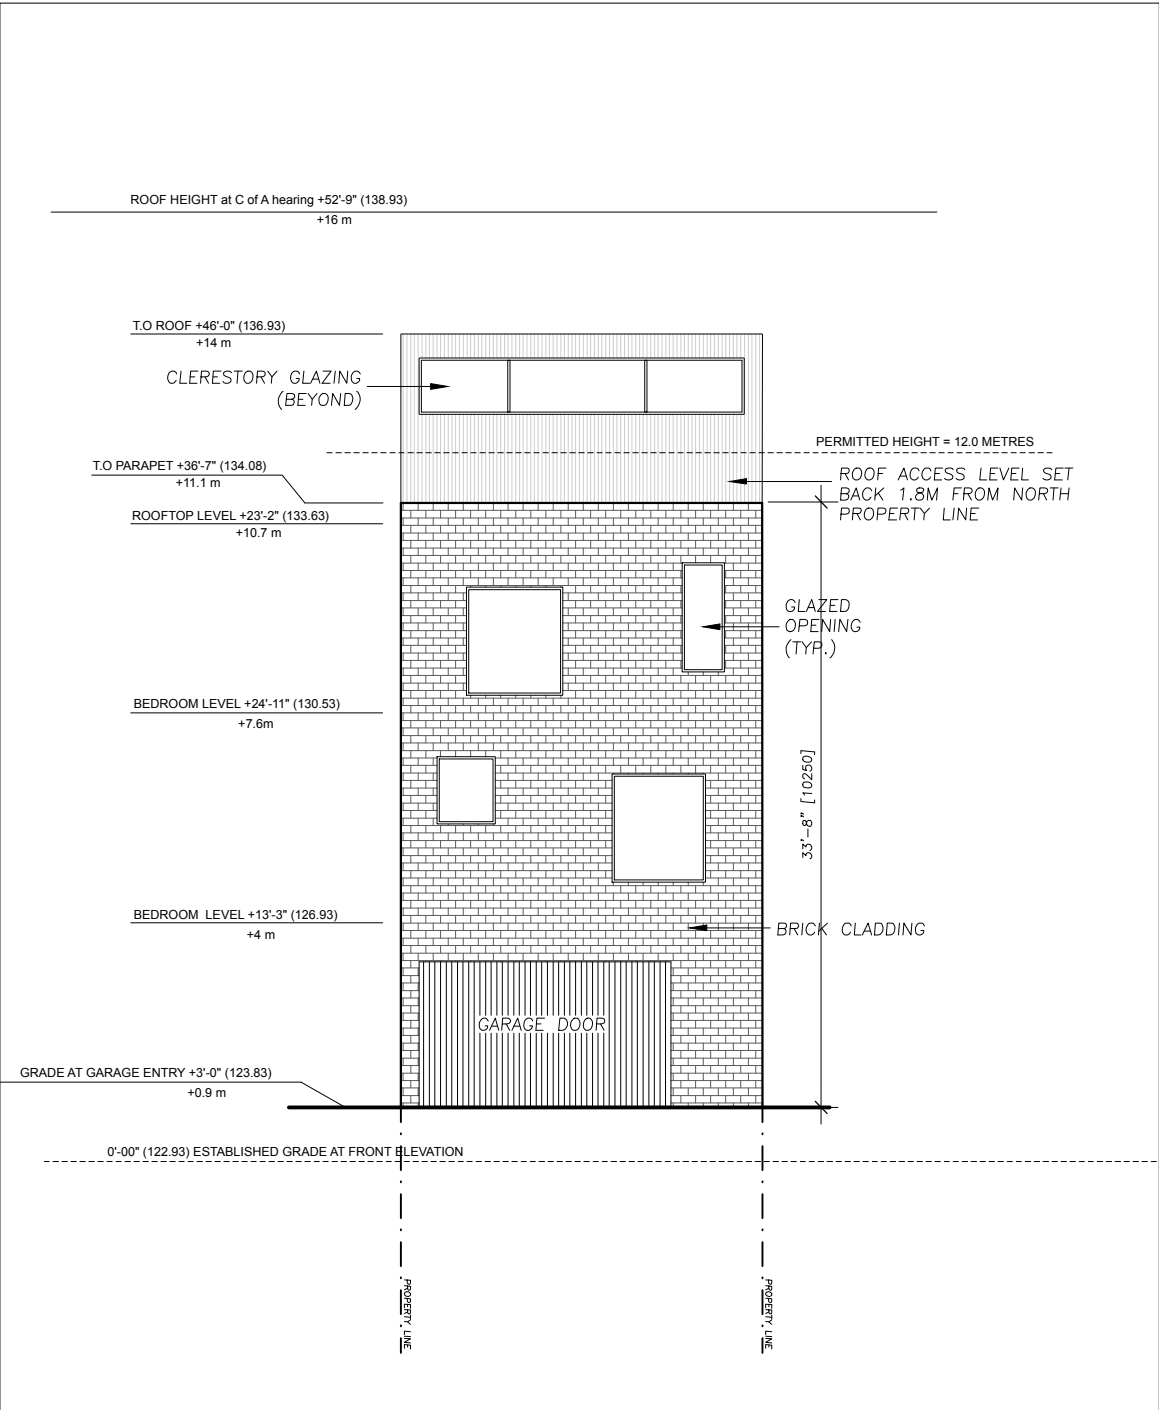 ROOF HEIGHT at C of A hearing +52'-9" (138.93)
+16 m
T.O ROOF +46'-0" (136.93)
+14 m
CLERESTORY GLAZING
(BEYOND)
PERMITTED HEIGHT = 12.0 METRES
T.O PARAPET +36'-7" (134.08)
+11.1 m
ROOF ACCESS LEVEL SET
BACK 1.8M FROM NORTH
PROPERTY LINE
ROOFTOP LEVEL +23'-2" (133.63)
+10.7 m
GLAZED
OPENING
(TYP.)
BEDROOM LEVEL +24'-11" (130.53)
+7.6m
33'-8" [10250]
BEDROOM  LEVEL +13'-3" (126.93)
+4 m
BRICK CLADDING
GARAGE DOOR
GRADE AT GARAGE ENTRY +3'-0" (123.83)
+0.9 m
0'-00" (122.93) ESTABLISHED GRADE AT FRONT ELEVATION
PROPERTY LINE
PROPERTY LINE